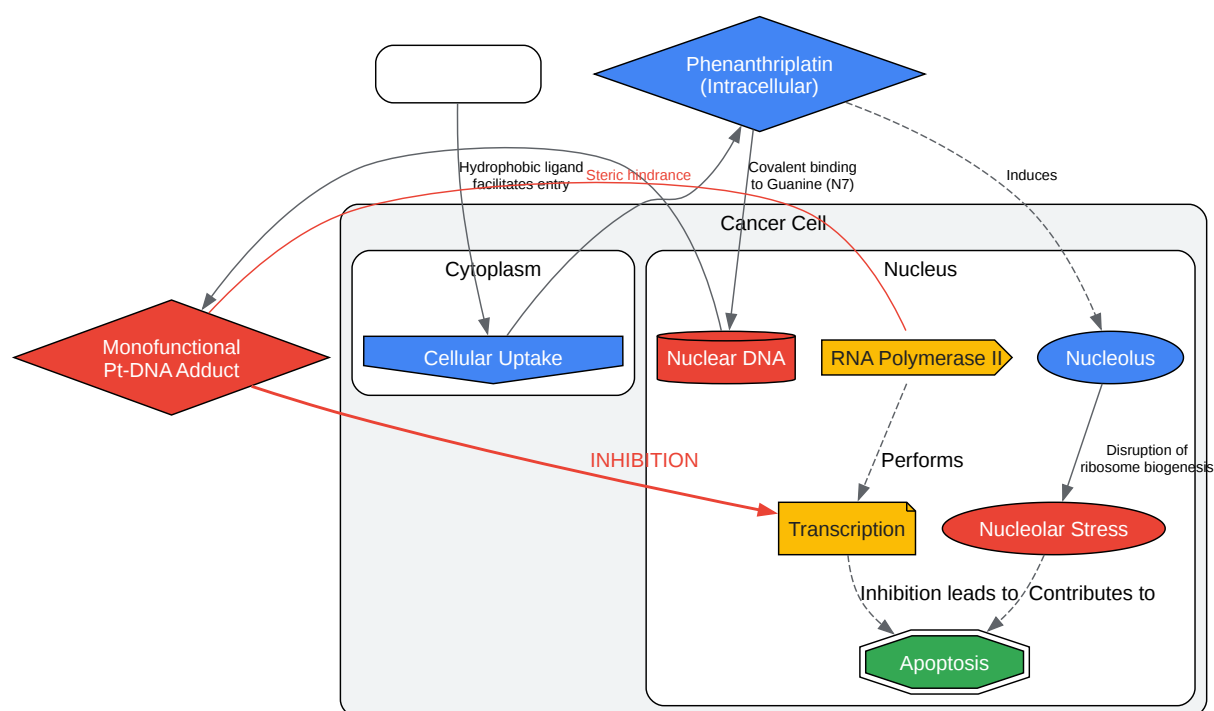 Phenanthriplatin
(Intracellular)
Hydrophobic ligand
facilitates entry
Steric hindrance
Covalent binding
to Guanine (N7)
Induces
Cancer Cell
Cytoplasm
Nucleus
Monofunctional
Pt-DNA Adduct
Cellular Uptake
Nuclear DNA
RNA Polymerase II
Nucleolus
INHIBITION
Performs
Disruption of
ribosome biogenesis
Transcription
Nucleolar Stress
Inhibition leads to
Contributes to
Apoptosis